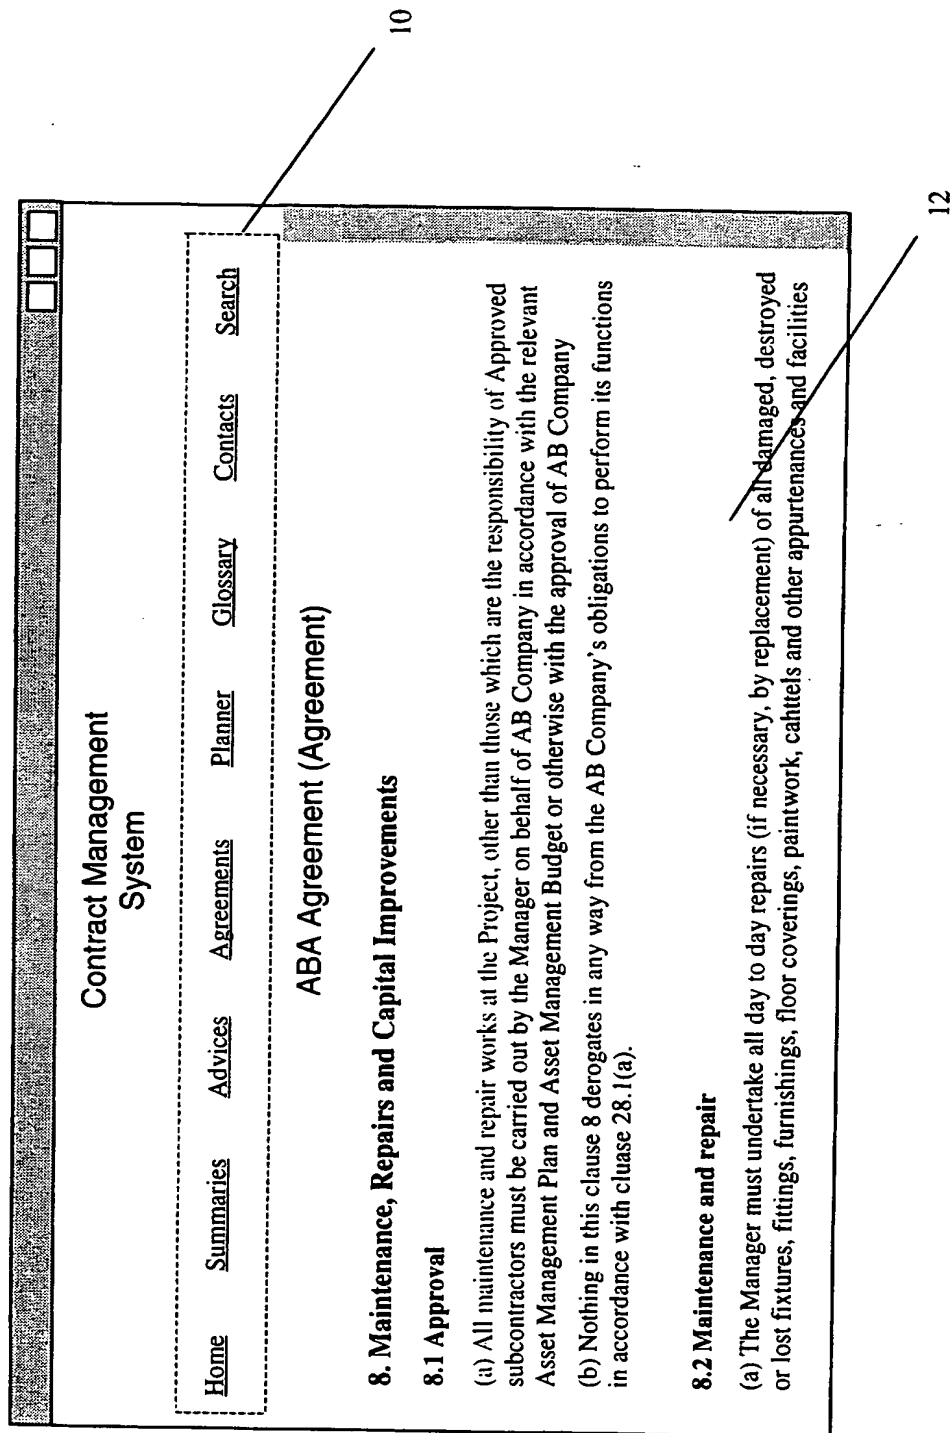 Contract Management
System
Home Summaries Advices Agreements Planner Glossary Contacts Search
10
ABA Agreement (Agreement)
8. Maintenance, Repairs and Capital Improvements
8.1 Approval
(a) All maintenance and repair works at the Project, other than those which are the responsibility of Approved
subcontractors must be carried out by the Manager on behalf of AB Company in accordance with the relevant
Asset Management Plan and Asset Management Budget or otherwise with the approval of AB Company
(b) Nothing in this clause 8 derogates in any way from the AB Company's obligations to perform its functions
in accordance with cluase 28.1(a).
8.2 Maintenance and repair
(a) The Manager must undertake all day to day repairs (if necessary, by replacement) of all damaged, destroyed
or lost fixtures, fittings, furnishings, floor coverings, paintwork, cahttels and other appurtenances and facilities
12